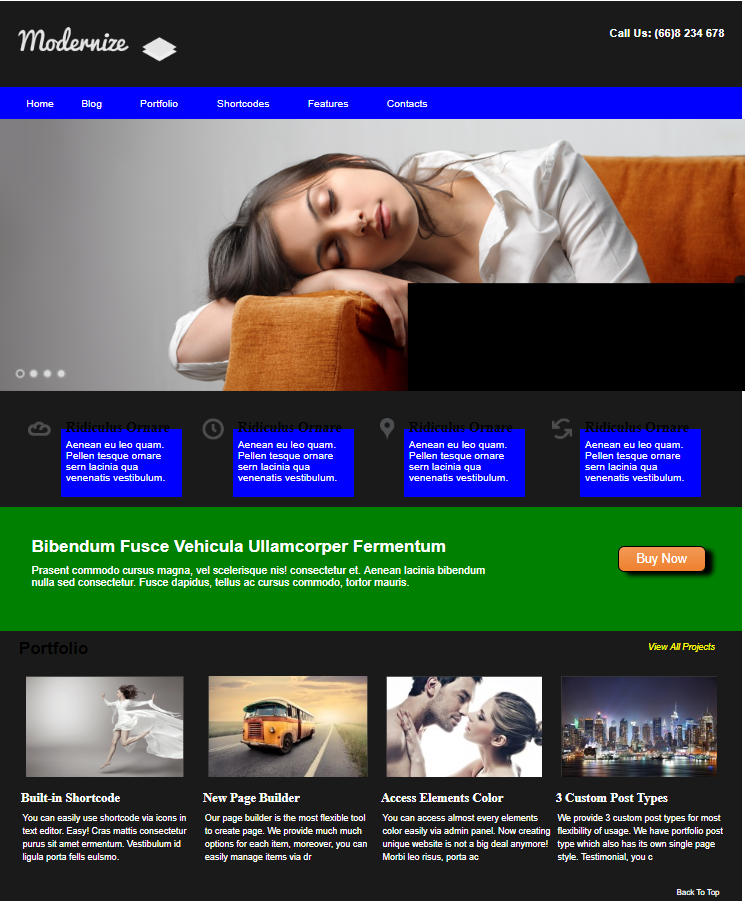 Modernize
Call Us: (66)8 234 678
Home Blog Portfolio Shortcodes Features Contacts
Ridiculus Ornare
Aenean eu leo quam.
Pellen tesque ornare
sern lacinia qua
venenatis vestibulum.
Ridiculus Ornare
Aenean eu leo quam.
Pellen tesque ornare
sern lacinia qua
venenatis vestibulum.
Ridiculus Ornare
Aenean eu leo quam.
Pellen tesque ornare
sern lacinia qua
venenatis vestibulum.
Ridiculus Ornare
Aenean eu leo quam.
Pellen tesque ornare
sern lacinia qua
venenatis vestibulum.
Bibendum Fusce Vehicula Ullamcorper Fermentum
Prasent commodo cursus magna, vel scelerisque nis! consectetur et. Aenean lacinia bibendum
nulla sed consectetur. Fusce dapidus, tellus ac cursus commodo, tortor mauris.
Buy Now
Portfolio
View All Projects
Built-in Shortcode
You can easily use shortcode via icons in
text editor. Easy! Cras mattis consectetur
purus sit amet ermentum. Vestibulum id
ligula porta fells eulsmo.
New Page Builder
Our page builder is the most flexible tool
to create page. We provide much much
options for each item, moreover, you can
easily manage items via dr
Access Elements Color
You can access almost every elements
color easily via admin panel. Now creating
unique website is not a big deal anymore!
Morbi leo risus, porta ac
3 Custom Post Types
We provide 3 custom post types for most
flexibility of usage. We have portfolio post
type which also has its own single page
style. Testimonial, you c
Back To Top